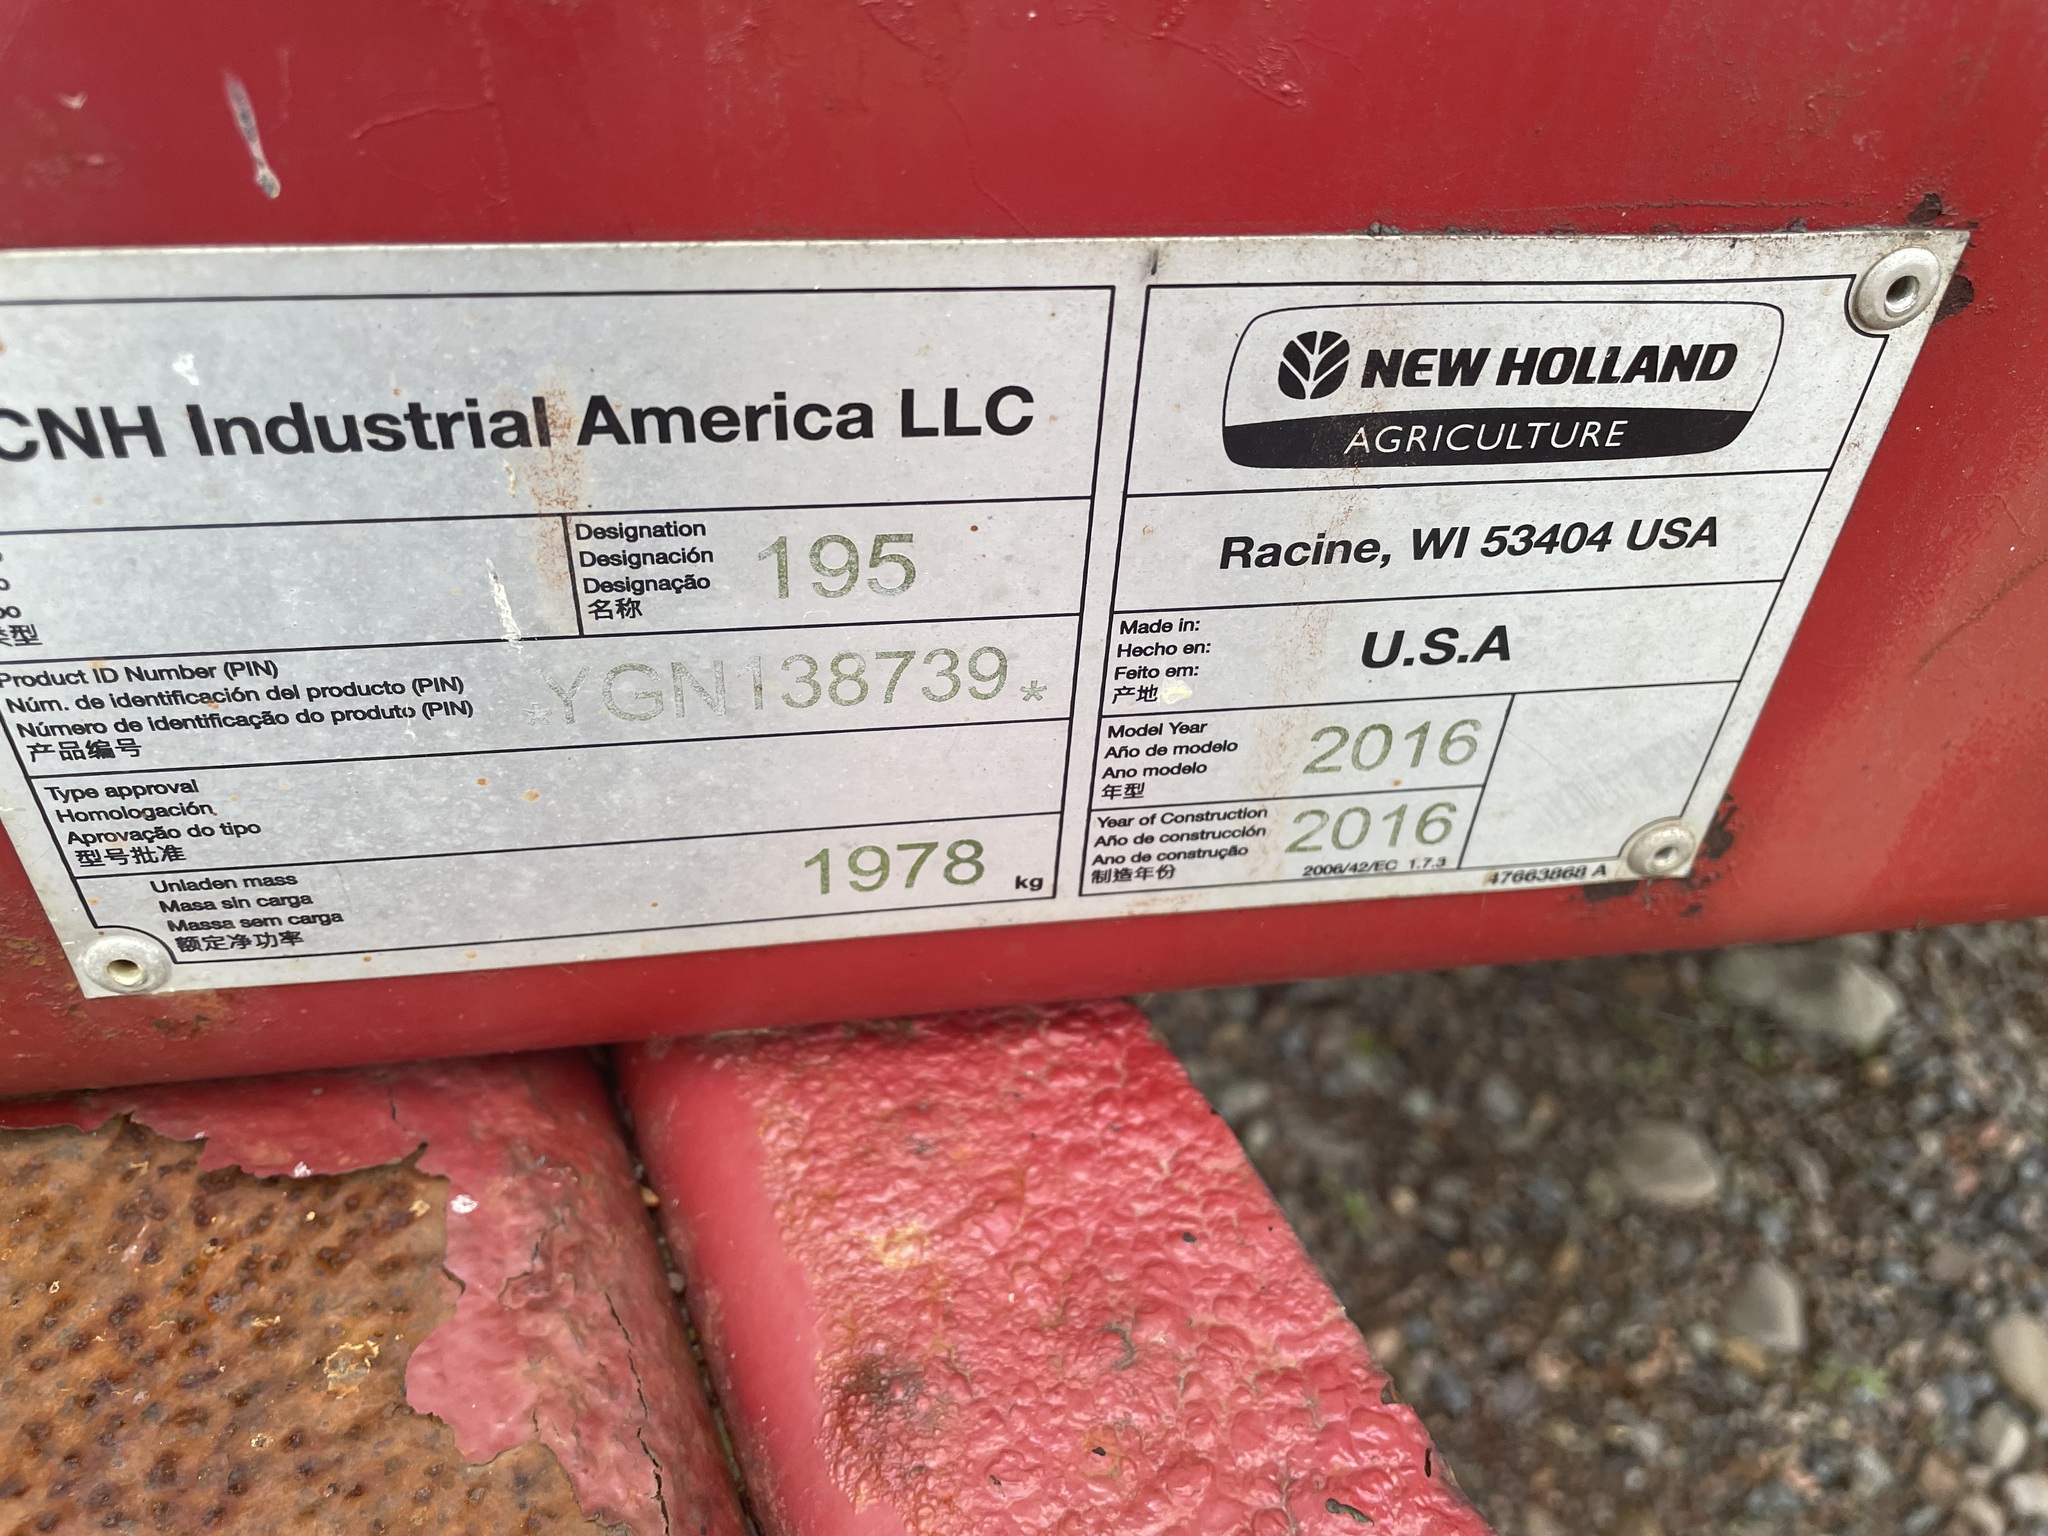 CNH Industrial America LLC
类型
Designation
Designación
Designação
名称
195
Product ID Number (PIN)
Núm. de identificación del producto (PIN)
Número de identificação do produto (PIN)
产品编号
*YGN138739*
Type approval
Homologación
Aprovação do tipo
型号批准
Unladen mass
Masa sin carga
Massa sem carga
额定净功率
1978 kg
NEW HOLLAND
AGRICULTURE
Racine, WI 53404 USA
Made in:
Hecho en:
Feito em:
产地
U.S.A
Model Year
Año de modelo
Ano modelo
年型
2016
Year of Construction
Año de construcción
Ano de construção
制造年份
2016
2006/42/EC 1.7.3
47663868 A